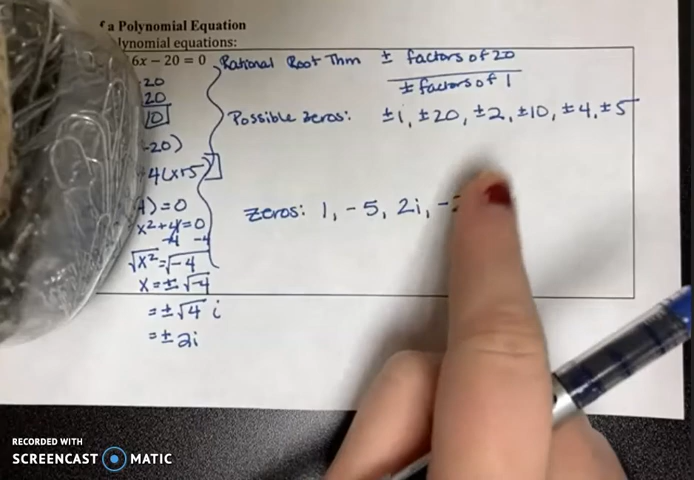 a Polynomial Equation
lynomial equations:
6x − 20 = 0 Rational Root Thm ± factors of 20
± factors of 1
-20
20
10
Possible zeros: ±1, ±20, ±2, ±10, ±4, ±5
-20)
4(x+5)]
4) = 0
zeros: 1, -5, 2i, -2
x² + 4 = 0
-4 -4
√x² = √-4
x = ± √-4
= ± √4 i
= ± 2i
RECORDED WITH
SCREENCAST MATIC